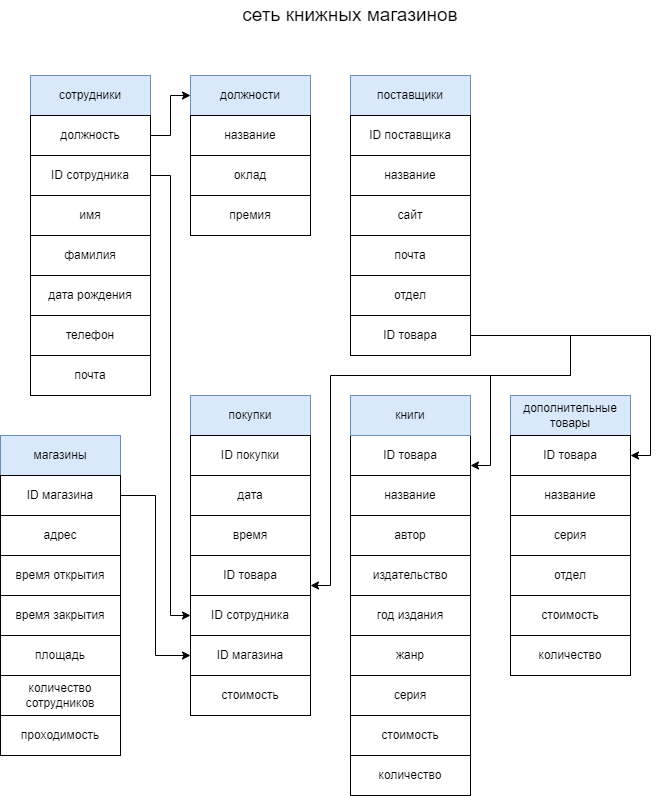 сеть книжных магазинов
сотрудники
должность
ID сотрудника
имя
фамилия
дата рождения
телефон
почта
должности
название
оклад
премия
поставщики
ID поставщика
название
сайт
почта
отдел
ID товара
магазины
ID магазина
адрес
время открытия
время закрытия
площадь
количество
сотрудников
проходимость
покупки
ID покупки
дата
время
ID товара
ID сотрудника
ID магазина
стоимость
книги
ID товара
название
автор
издательство
год издания
жанр
серия
стоимость
количество
дополнительные
товары
ID товара
название
серия
отдел
стоимость
количество